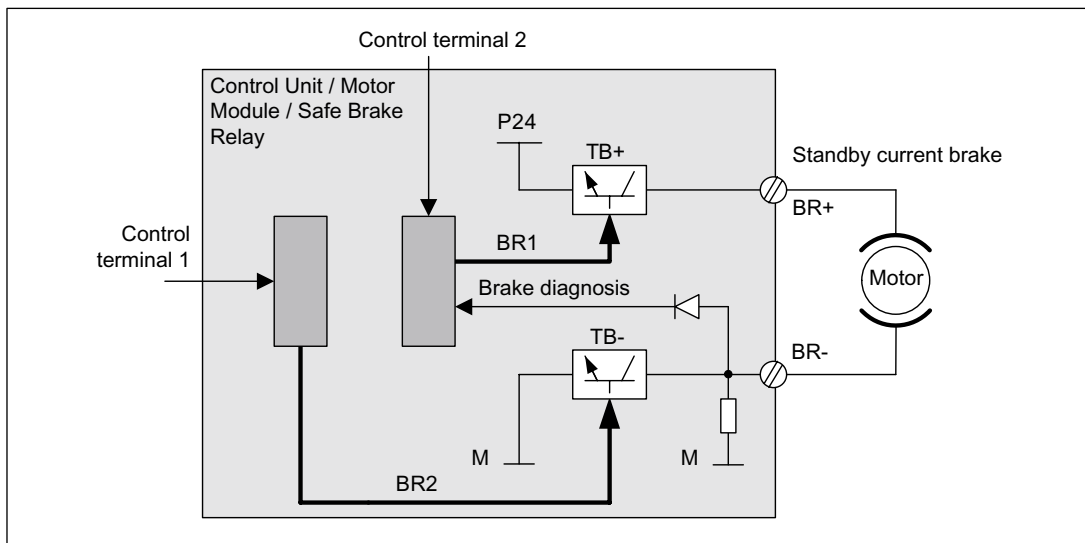 Control terminal 2
Control Unit / Motor
Module / Safe Brake
Relay
P24
TB+
Standby current brake
BR+
Control
terminal 1
BR1
Motor
Brake diagnosis
TB-
BR-
M
M
BR2